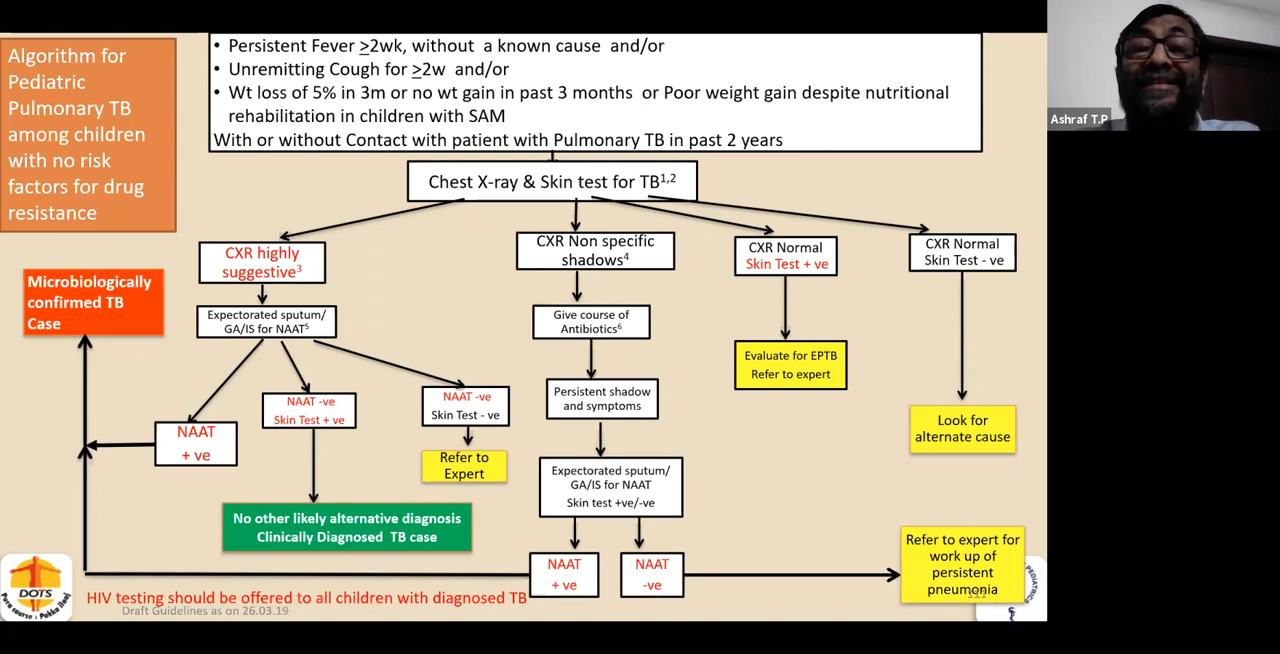 Algorithm for
Pediatric
Pulmonary TB
among children
with no risk
factors for drug
resistance
• Persistent Fever ≥2wk, without a known cause and/or
• Unremitting Cough for ≥2w and/or
• Wt loss of 5% in 3m or no wt gain in past 3 months or Poor weight gain despite nutritional
rehabilitation in children with SAM
With or without Contact with patient with Pulmonary TB in past 2 years
Ashraf T.P
Chest X-ray & Skin test for TB1,2
CXR highly
suggestive3
CXR Non specific
shadows4
CXR Normal
Skin Test + ve
CXR Normal
Skin Test - ve
Microbiologically
confirmed TB
Case
Expectorated sputum/
GA/IS for NAAT5
Give course of
Antibiotics6
Evaluate for EPTB
Refer to expert
NAAT -ve
Skin Test + ve
NAAT -ve
Skin Test - ve
Persistent shadow
and symptoms
Look for
alternate cause
NAAT
+ ve
Refer to
Expert
Expectorated sputum/
GA/IS for NAAT
Skin test +ve/-ve
No other likely alternative diagnosis
Clinically Diagnosed TB case
NAAT
+ ve
NAAT
-ve
Refer to expert for
work up of
persistent
pneumonia
DOTS
Pura course : Pakka ilaaj
HIV testing should be offered to all children with diagnosed TB
Draft Guidelines as on 26.03.19